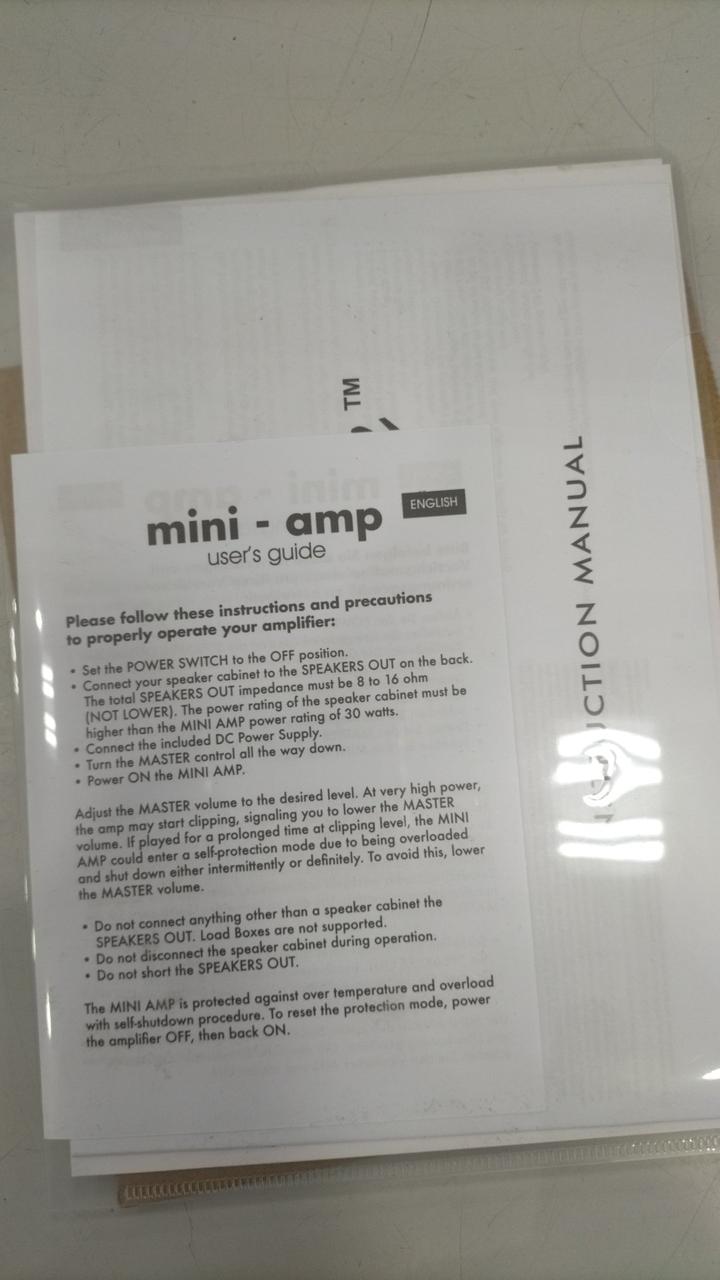 TM
INSTRUCTION MANUAL
mini - amp
ENGLISH
user's guide
Please follow these instructions and precautions
to properly operate your amplifier:
• Set the POWER SWITCH to the OFF position.
• Connect your speaker cabinet to the SPEAKERS OUT on the back.
The total SPEAKERS OUT impedance must be 8 to 16 ohm
(NOT LOWER). The power rating of the speaker cabinet must be
higher than the MINI AMP power rating of 30 watts.
• Connect the included DC Power Supply.
• Turn the MASTER control all the way down.
• Power ON the MINI AMP.
Adjust the MASTER volume to the desired level. At very high power,
the amp may start clipping, signaling you to lower the MASTER
volume. If played for a prolonged time at clipping level, the MINI
AMP could enter a self-protection mode due to being overloaded
and shut down either intermittently or definitely. To avoid this, lower
the MASTER volume.
• Do not connect anything other than a speaker cabinet the
SPEAKERS OUT. Load Boxes are not supported.
• Do not disconnect the speaker cabinet during operation.
• Do not short the SPEAKERS OUT.
The MINI AMP is protected against over temperature and overload
with self-shutdown procedure. To reset the protection mode, power
the amplifier OFF, then back ON.